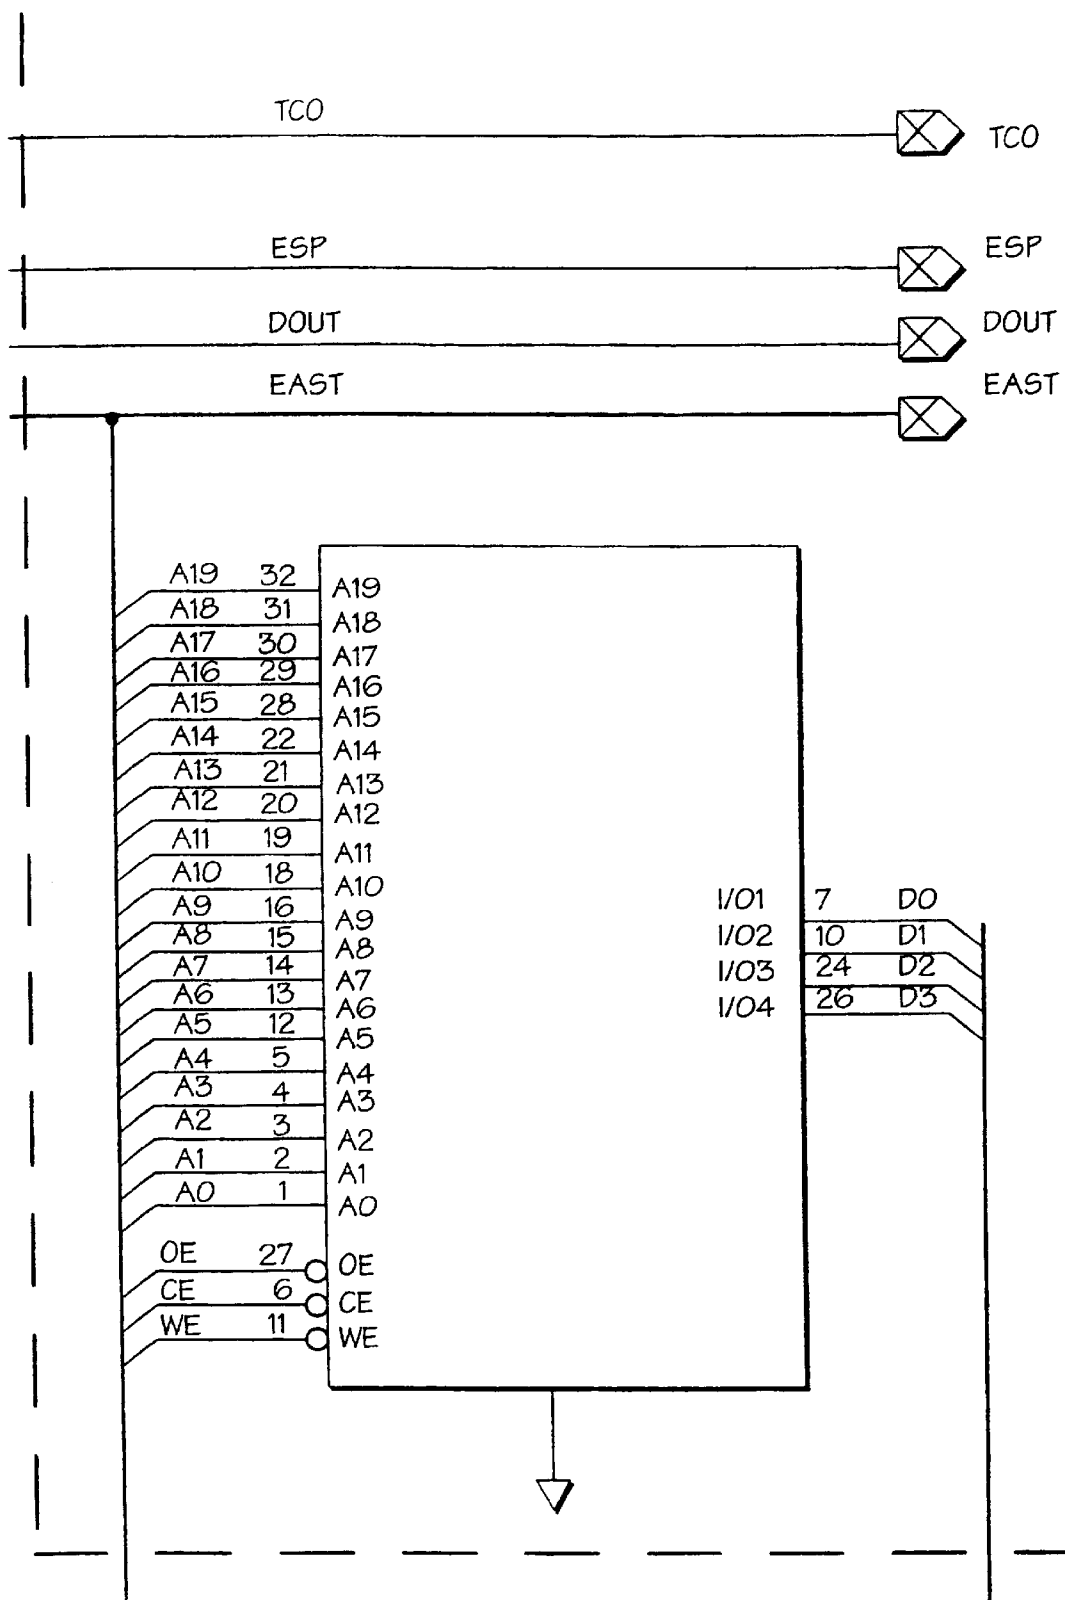 TCO TCO
ESP ESP
DOUT DOUT
EAST EAST
A19 32 A19
A18 31 A18
A17 30 A17
A16 29 A16
A15 28 A15
A14 22 A14
A13 21 A13
A12 20 A12
A11 19 A11
A10 18 A10
A9 16 A9
A8 15 A8
A7 14 A7
A6 13 A6
A5 12 A5
A4 5 A4
A3 4 A3
A2 3 A2
A1 2 A1
A0 1 A0
OE 27 OE
CE 6 CE
WE 11 WE
I/O1 7 D0
I/O2 10 D1
I/O3 24 D2
I/O4 26 D3